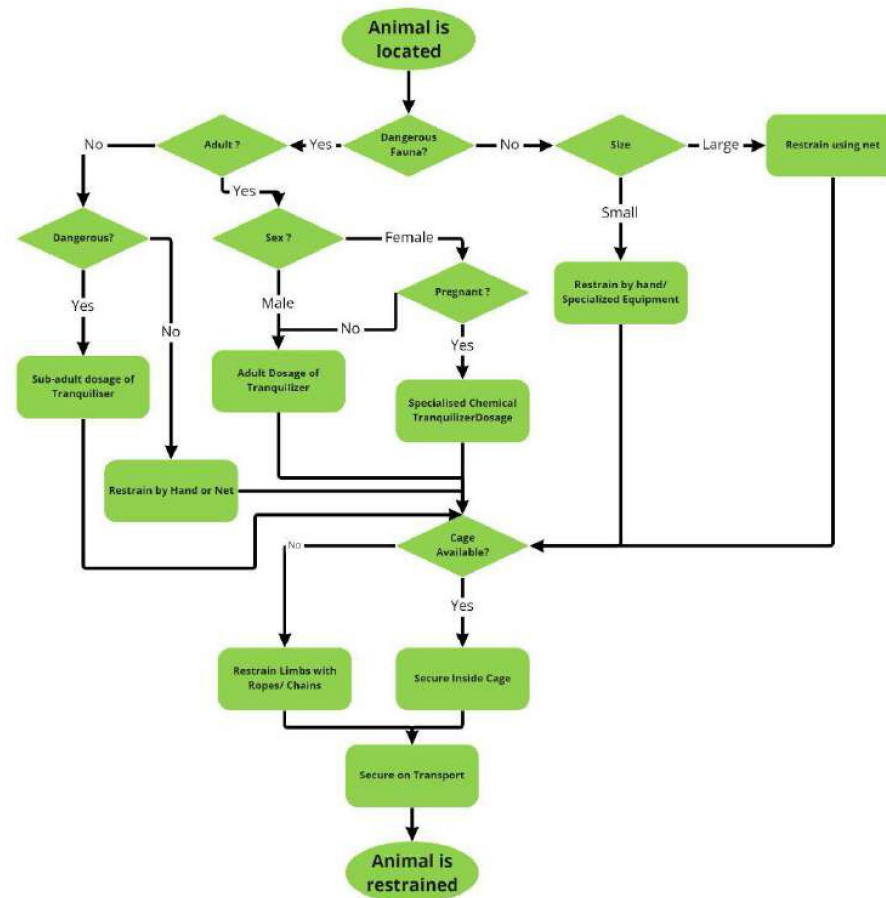 Animal is
located
No
Adult ?
Yes
Dangerous
Fauna?
No
Size
Large
Restrain using net
Yes
Small
Dangerous?
Sex ?
Female
Restrain by hand/
Specialized Equipment
Pregnant ?
Yes
No
Male
No
Yes
Sub-adult dosage of
Tranquiliser
Adult Dosage of
Tranquilizer
Specialised Chemical
TranquilizerDosage
Restrain by Hand or Net
No
Cage
Available?
Yes
Restrain Limbs with
Ropes/ Chains
Secure Inside Cage
Secure on Transport
Animal is
restrained